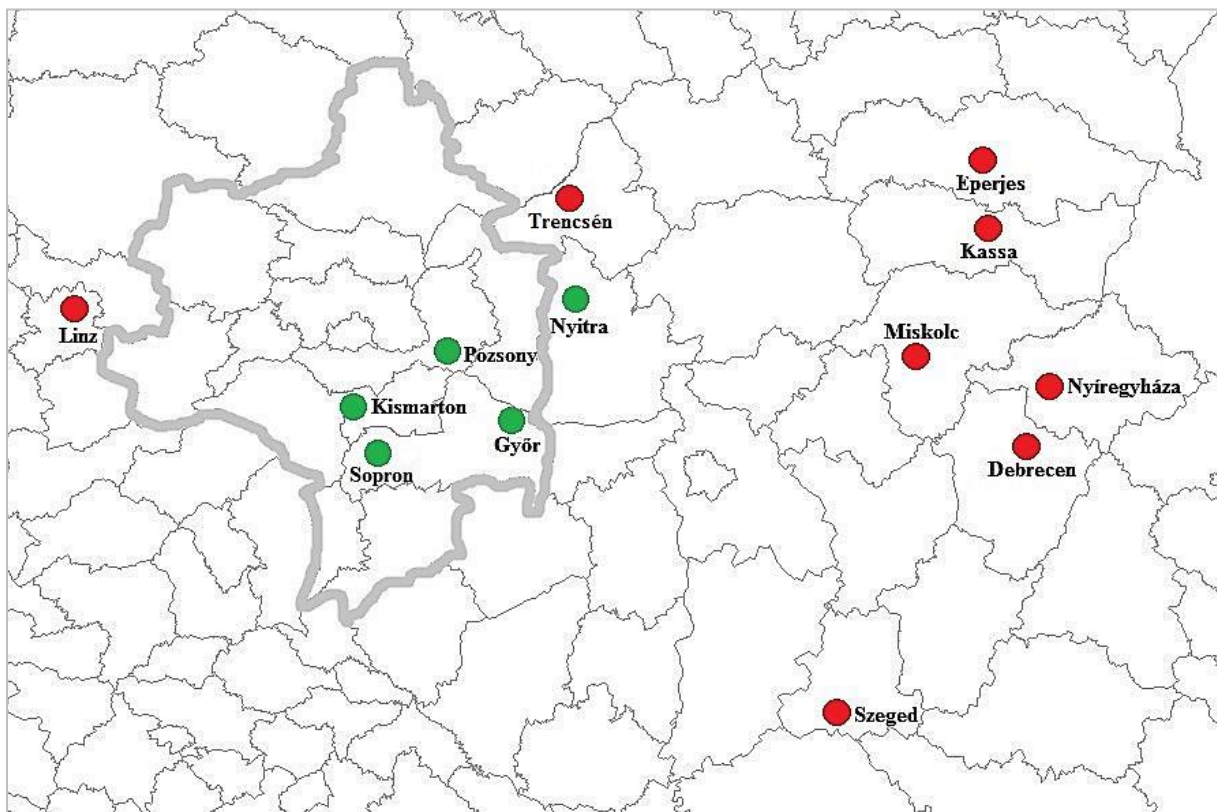 Eperjes
Trencsén
Kassa
Linz
Nyitra
Miskolc
Pozsony
Nyíregyháza
Kismarton
Győr
Sopron
Debrecen
Szeged